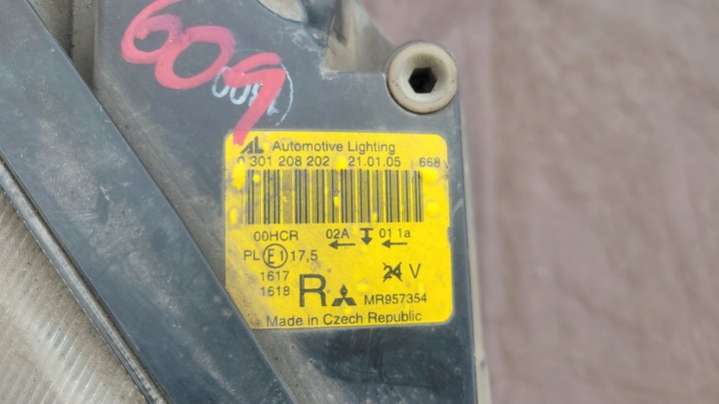 609
AL Automotive Lighting
0 301 208 202 21.01.05 668
00HCR 02A 01 1a
PL E1 17,5
1617
24 V
1618
R MR957354
Made in Czech Republic